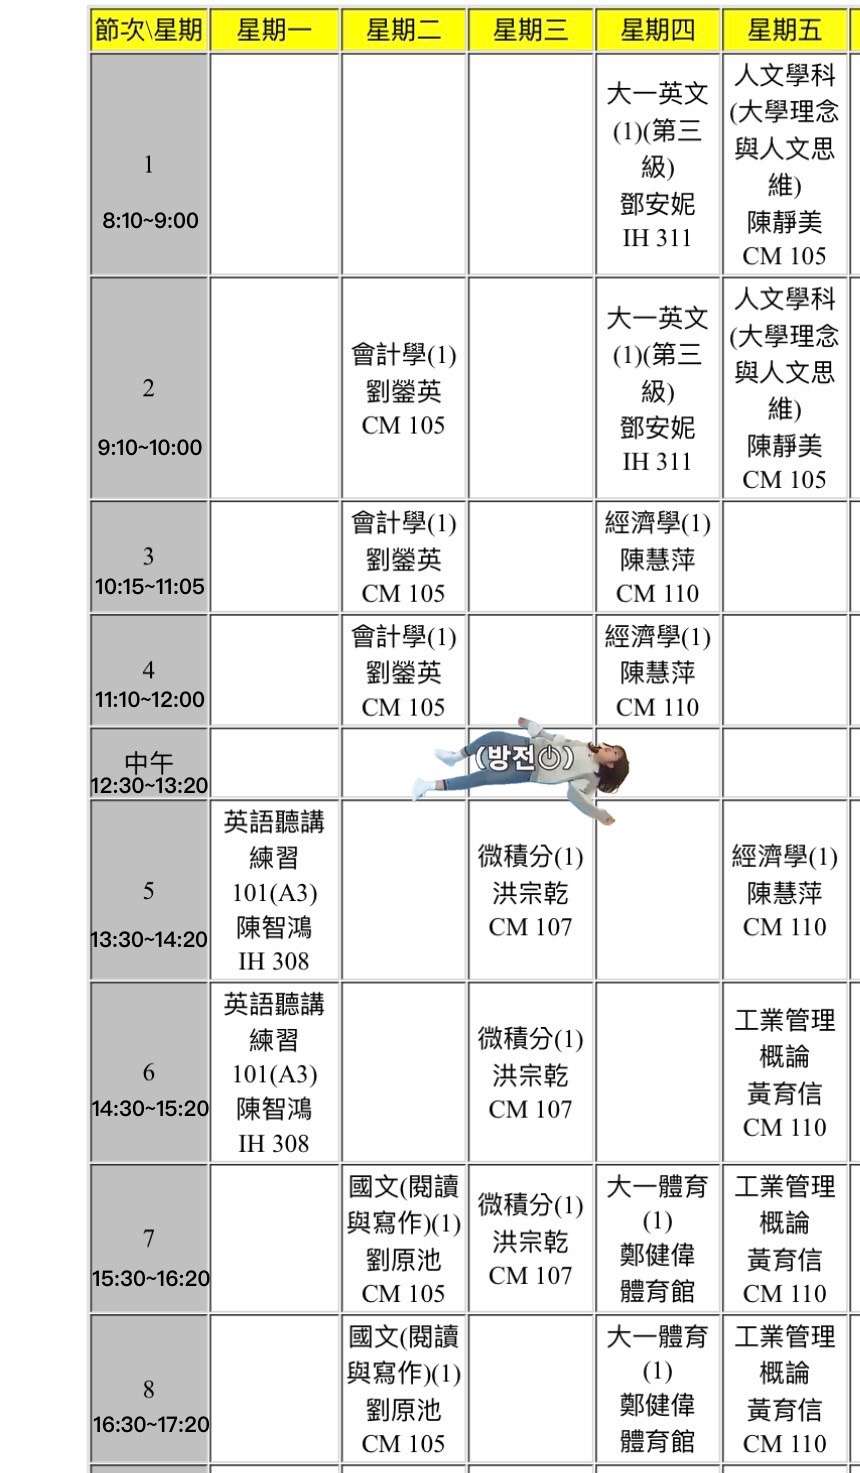 節次\星期 星期一 星期二 星期三 星期四 星期五
1
8:10~9:00
大一英文
(1)(第三
級)
鄧安妮
IH 311
人文學科
(大學理念
與人文思
維)
陳靜美
CM 105
2
9:10~10:00
會計學(1)
劉鎣英
CM 105
大一英文
(1)(第三
級)
鄧安妮
IH 311
人文學科
(大學理念
與人文思
維)
陳靜美
CM 105
3
10:15~11:05
會計學(1)
劉鎣英
CM 105
經濟學(1)
陳慧萍
CM 110
4
11:10~12:00
會計學(1)
劉鎣英
CM 105
經濟學(1)
陳慧萍
CM 110
中午
12:30~13:20
(방전⏻)
5
13:30~14:20
英語聽講
練習
101(A3)
陳智鴻
IH 308
微積分(1)
洪宗乾
CM 107
經濟學(1)
陳慧萍
CM 110
6
14:30~15:20
英語聽講
練習
101(A3)
陳智鴻
IH 308
微積分(1)
洪宗乾
CM 107
工業管理
概論
黃育信
CM 110
7
15:30~16:20
國文(閱讀
與寫作)(1)
劉原池
CM 105
微積分(1)
洪宗乾
CM 107
大一體育
(1)
鄭健偉
體育館
工業管理
概論
黃育信
CM 110
8
16:30~17:20
國文(閱讀
與寫作)(1)
劉原池
CM 105
大一體育
(1)
鄭健偉
體育館
工業管理
概論
黃育信
CM 110